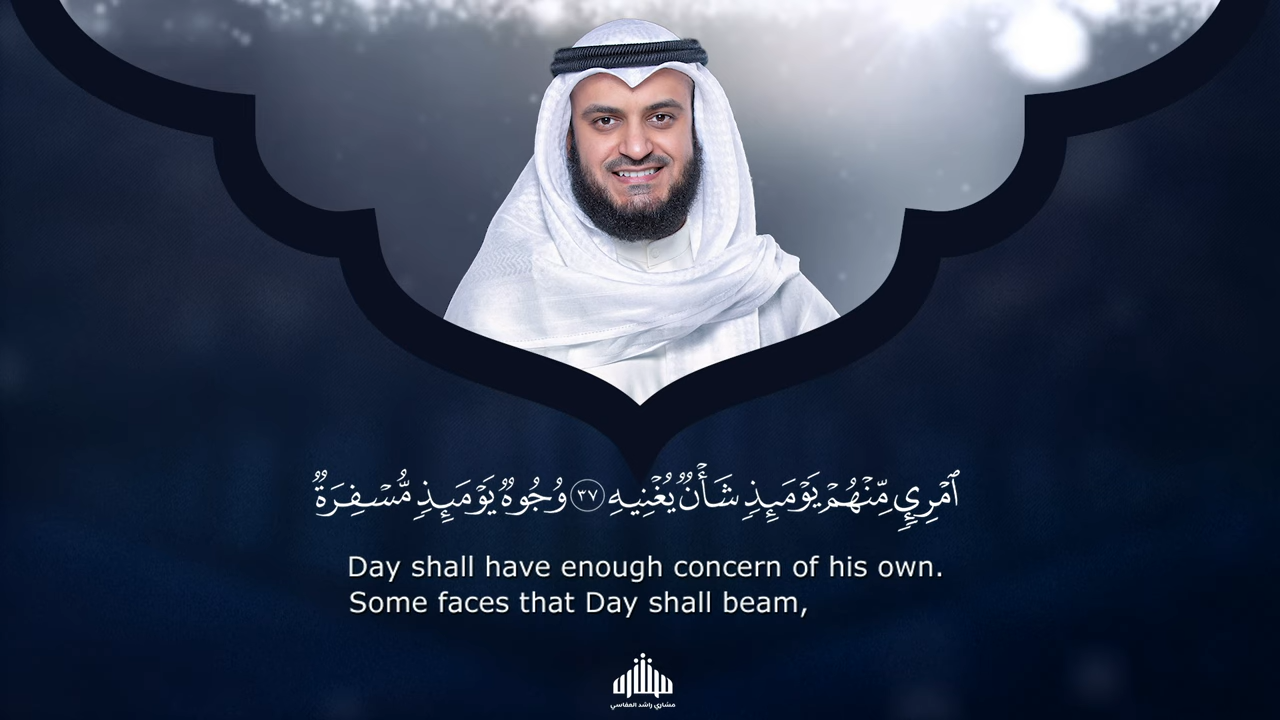 ٱمْرِيٍٕ مِّنْهُمْ يَوْمَئِذٍ شَأْنٌ يُغْنِيهِ ٣٧ وُجُوهٌ يَوْمَئِذٍ مُّسْفِرَةٌ
Day shall have enough concern of his own.
Some faces that Day shall beam,
مشاري راشد العفاسي